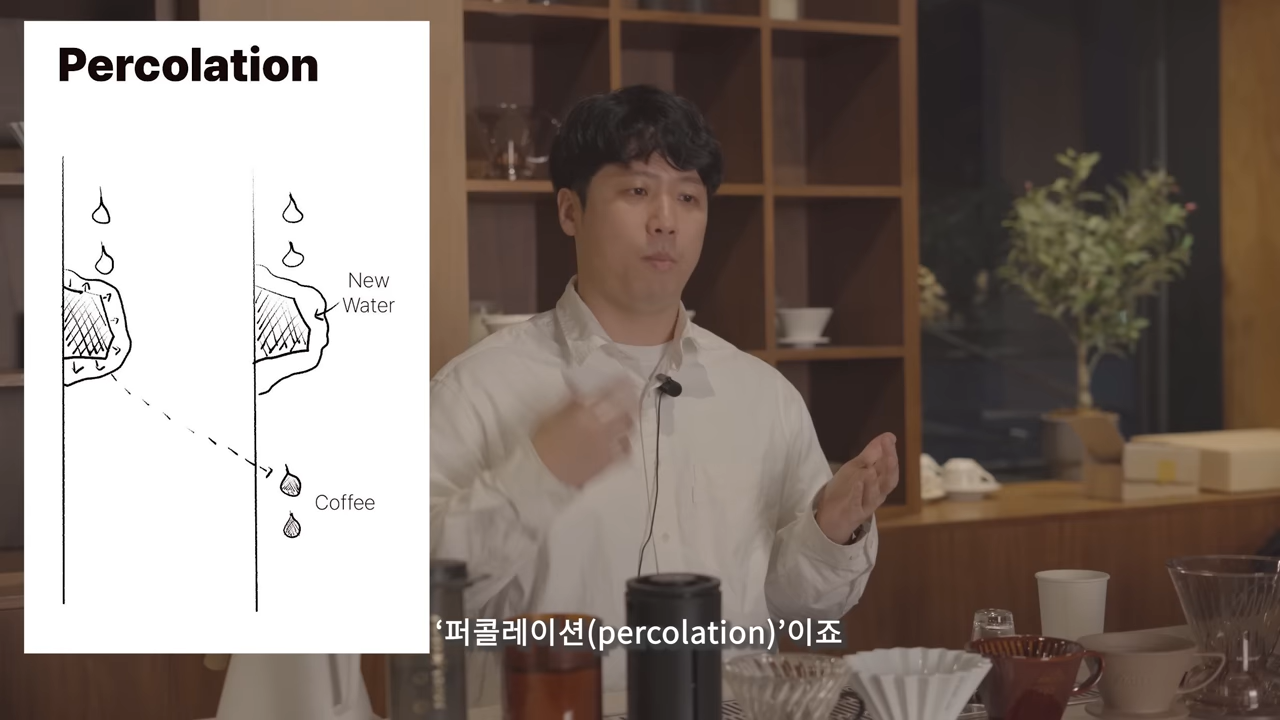 Percolation
New
Water
Coffee
‘퍼콜레이션(percolation)’이죠